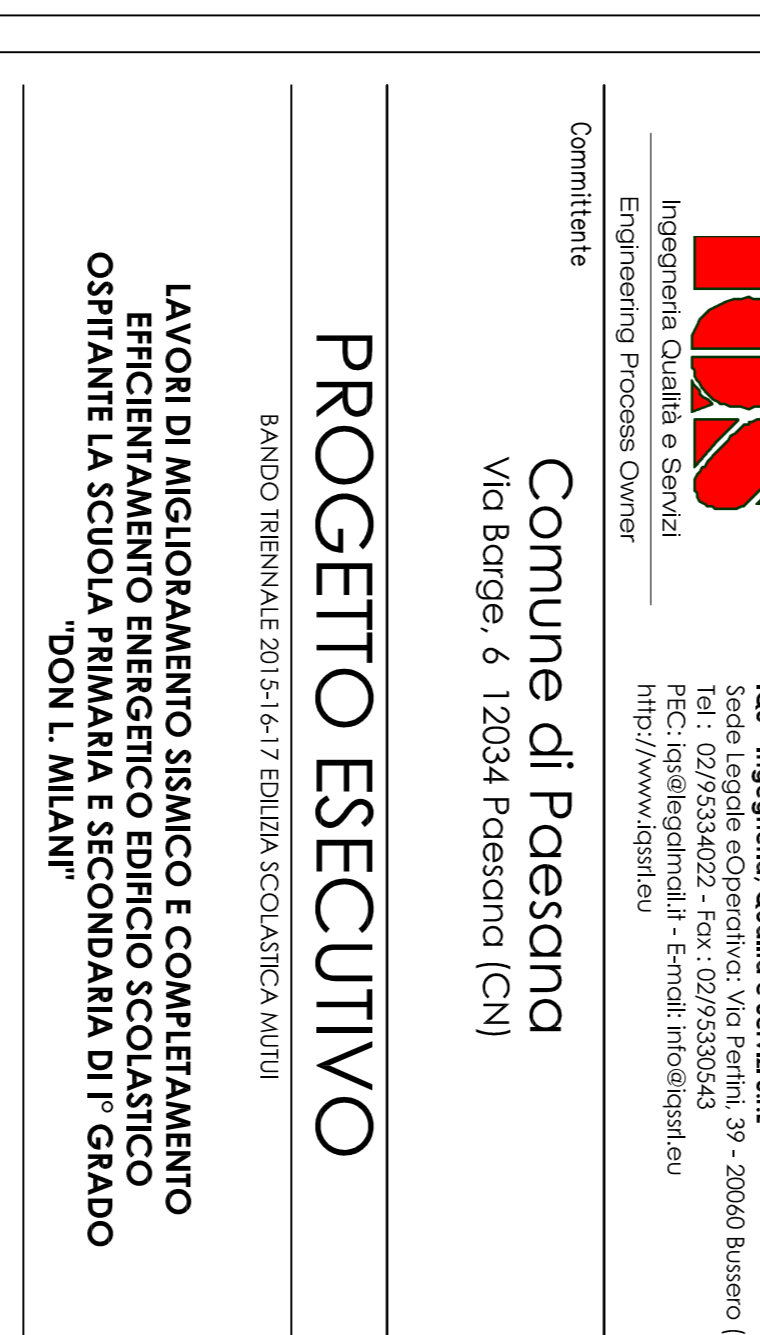 IQS
Ingegneria Qualità e Servizi
Engineering Process Owner
Sede Legale eOperativa: Via Pertini, 39 - 20060 Bussero (
Tel : 02/95334022 - Fax : 02/95330543
PEC: iqs@legalmail.it - E-mail: info@iqssrl.eu
http://www.iqssrl.eu
Committente
Comune di Paesana
Via Barge, 6 12034 Paesana (CN)
PROGETTO ESECUTIVO
BANDO TRIENNALE 2015-16-17 EDILIZIA SCOLASTICA MUTUI
LAVORI DI MIGLIORAMENTO SISMICO E COMPLETAMENTO
EFFICIENTAMENTO ENERGETICO EDIFICIO SCOLASTICO
OSPITANTE LA SCUOLA PRIMARIA E SECONDARIA DI I° GRADO
"DON L. MILANI"